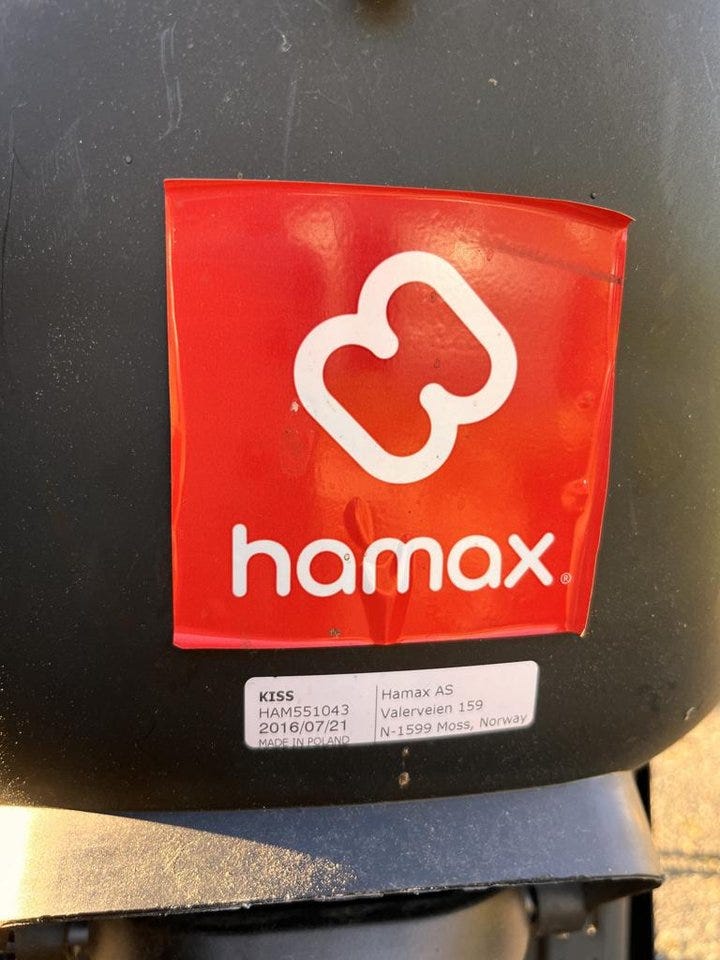 hamax®
KISS
HAM551043
2016/07/21
MADE IN POLAND
Hamax AS
Valerveien 159
N-1599 Moss, Norway